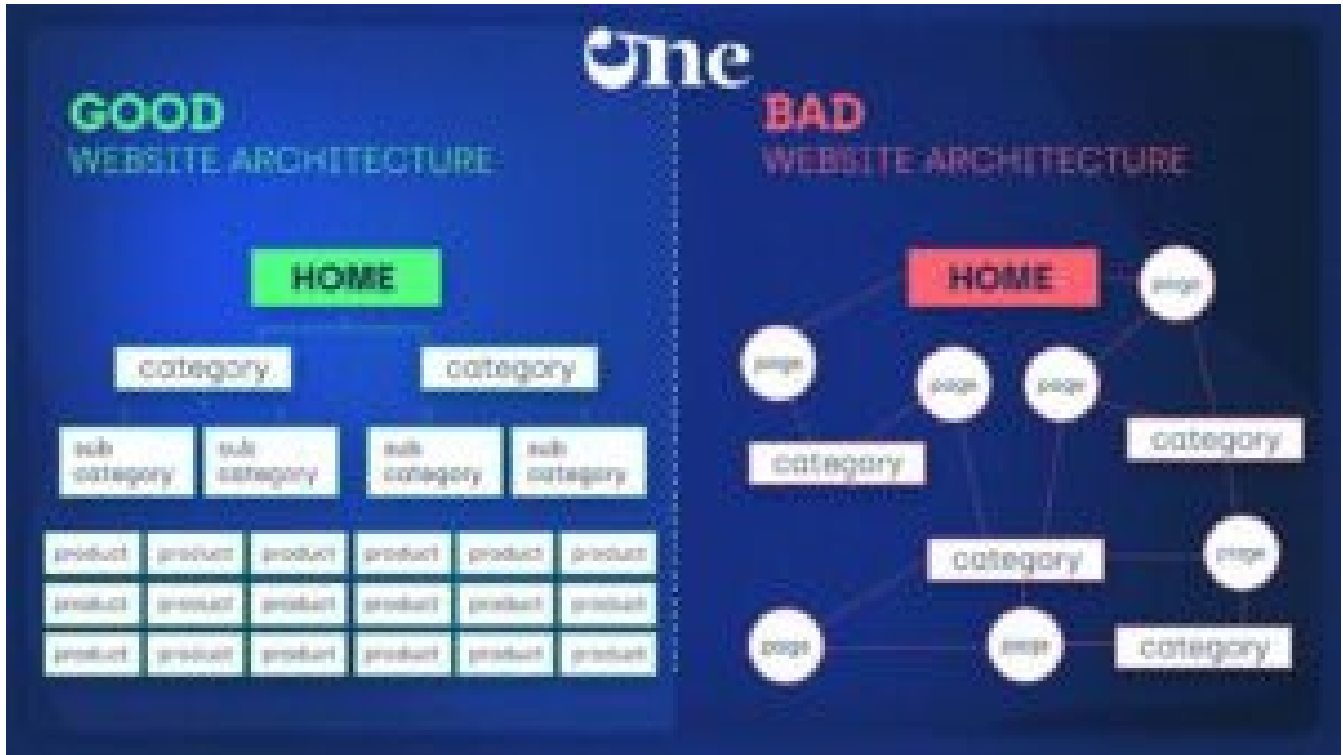 One
GOOD
WEBSITE ARCHITECTURE
HOME
category category
sub sub sub sub
category category category category
product product product product product product
product product product product product product
product product product product product product
BAD
WEBSITE ARCHITECTURE
HOME
page
page
page
page
category
category
category
page
page
page
category